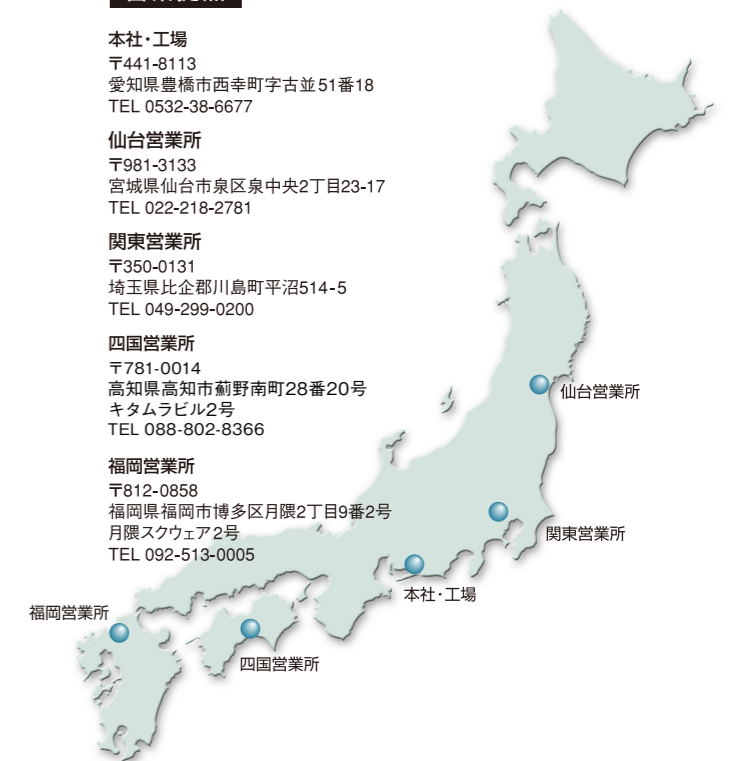 本社・工場
〒441-8113
愛知県豊橋市西幸町字古並51番18
TEL 0532-38-6677
仙台営業所
〒981-3133
宮城県仙台市泉区泉中央2丁目23-17
TEL 022-218-2781
関東営業所
〒350-0131
埼玉県比企郡川島町平沼514-5
TEL 049-299-0200
四国営業所
〒781-0014
高知県高知市薊野南町28番20号
キタムラビル2号
TEL 088-802-8366
福岡営業所
〒812-0858
福岡県福岡市博多区月隈2丁目9番2号
月隈スクウェア2号
TEL 092-513-0005
仙台営業所
関東営業所
本社・工場
福岡営業所
四国営業所